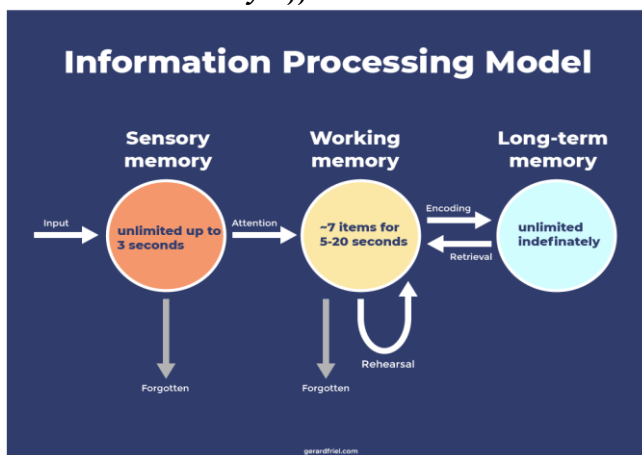 Information Processing Model
Sensory
memory
Working
memory
Long-term
memory
Input
unlimited up to
3 seconds
Attention
~7 items for
5-20 seconds
Encoding
Retrieval
unlimited
indefinately
Rehearsal
Forgotten
Forgotten
gerardfriel.com